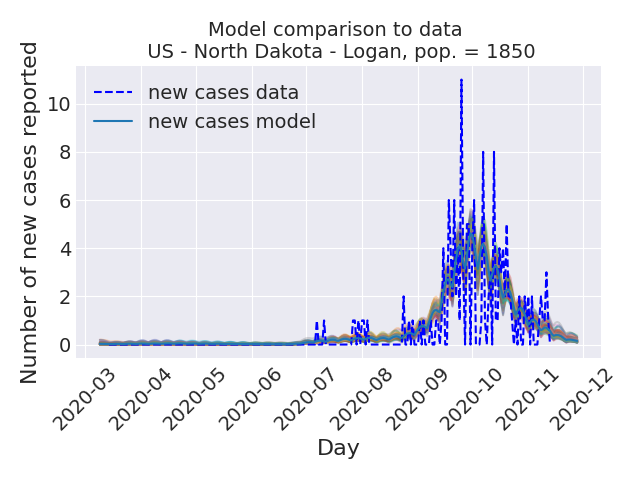 Model comparison to data
US - North Dakota - Logan, pop. = 1850
Number of new cases reported
10
8
6
4
2
0
new cases data
new cases model
2020-03
2020-04
2020-05
2020-06
2020-07
2020-08
2020-09
2020-10
2020-11
2020-12
Day